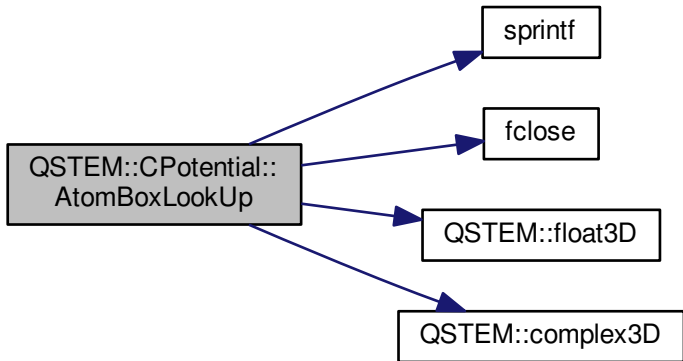 sprintf
fclose
QSTEM::CPotential::
AtomBoxLookUp
QSTEM::float3D
QSTEM::complex3D